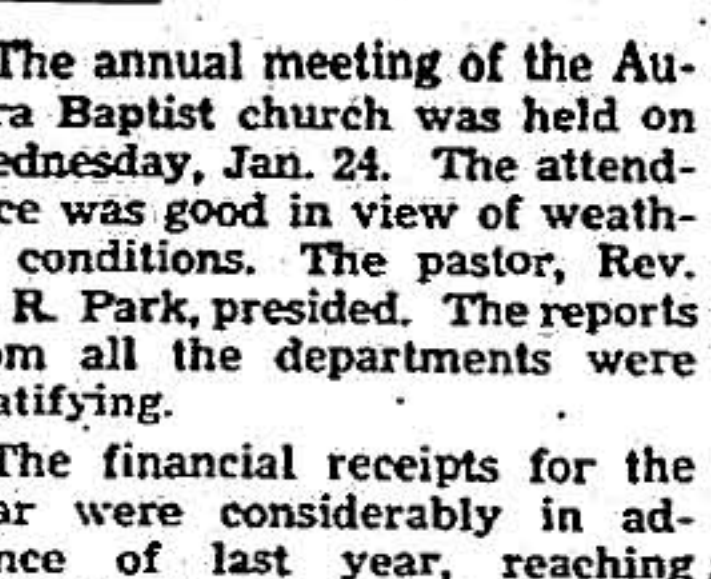 The annual meeting of the Au-
ra Baptist church was held on
ednesday, Jan. 24. The attend-
ce was good in view of weath-
conditions. The pastor, Rev.
R. Park, presided. The reports
om all the departments were
atifying.
The financial receipts for the
ar were considerably in ad-
nce of last year, reaching